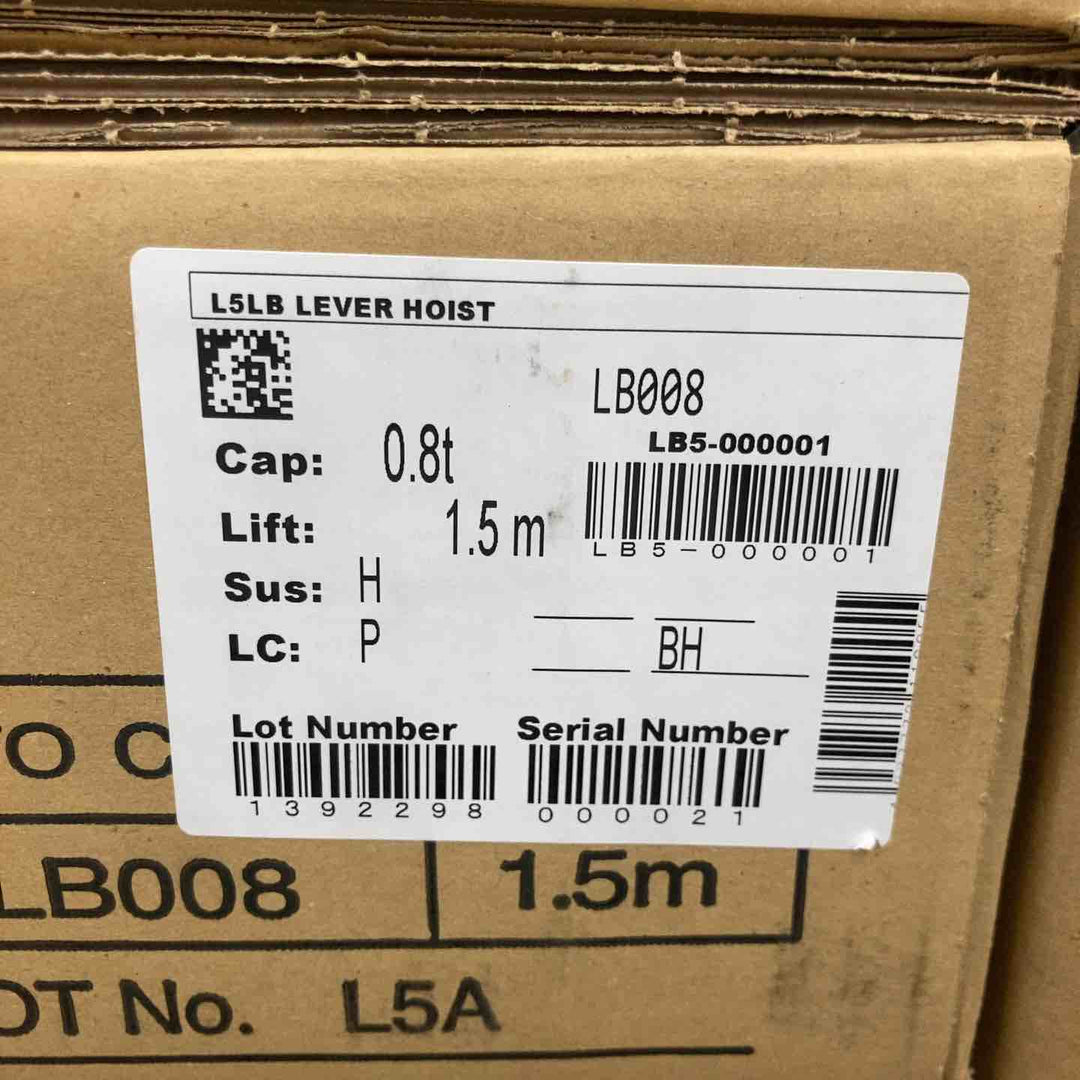 L5LB LEVER HOIST
LB008
LB5-000001
Cap: 0.8t
LB5-000001
Lift: 1.5 m
Sus: H
LC: P
BH
Lot Number Serial Number
1392298 000021
O C
LB008 1.5m
OT No. L5A